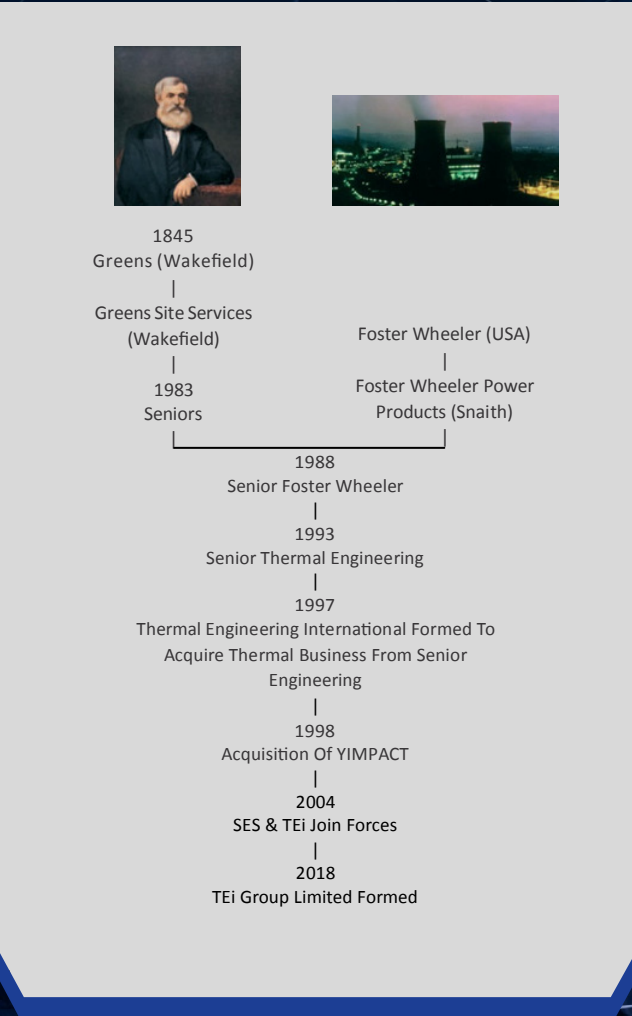 1845
Greens (Wakefield)
Greens Site Services
(Wakefield)
1983
Seniors
Foster Wheeler (USA)
Foster Wheeler Power
Products (Snaith)
1988
Senior Foster Wheeler
1993
Senior Thermal Engineering
1997
Thermal Engineering International Formed To
Acquire Thermal Business From Senior
Engineering
1998
Acquisition Of YIMPACT
2004
SES & TEi Join Forces
2018
TEi Group Limited Formed